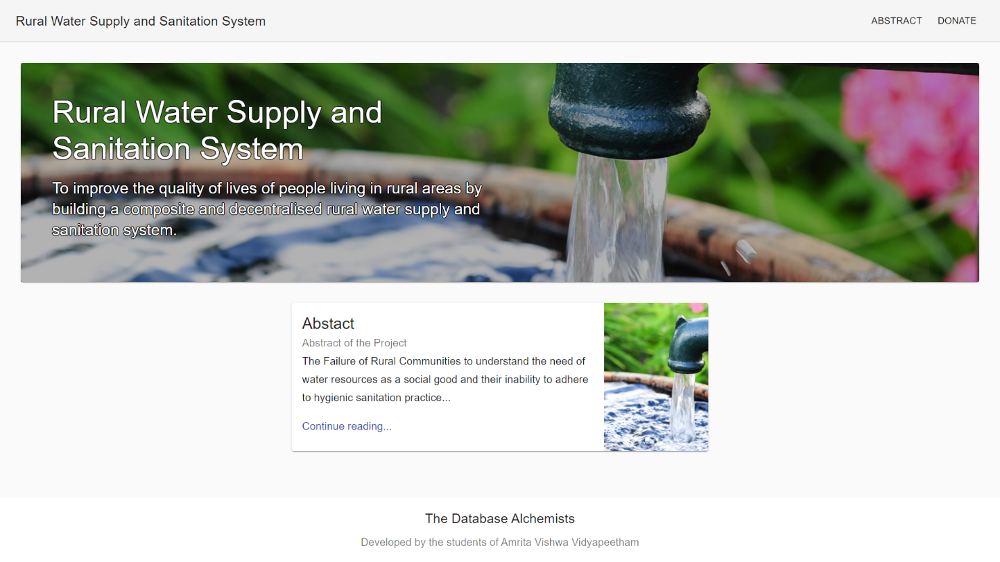 Rural Water Supply and Sanitation System
ABSTRACT
DONATE
Rural Water Supply and
Sanitation System
To improve the quality of lives of people living in rural areas by
building a composite and decentralised rural water supply and
sanitation system.
Abstact
Abstract of the Project
The Failure of Rural Communities to understand the need of
water resources as a social good and their inability to adhere
to hygienic sanitation practice...
Continue reading...
The Database Alchemists
Developed by the students of Amrita Vishwa Vidyapeetham